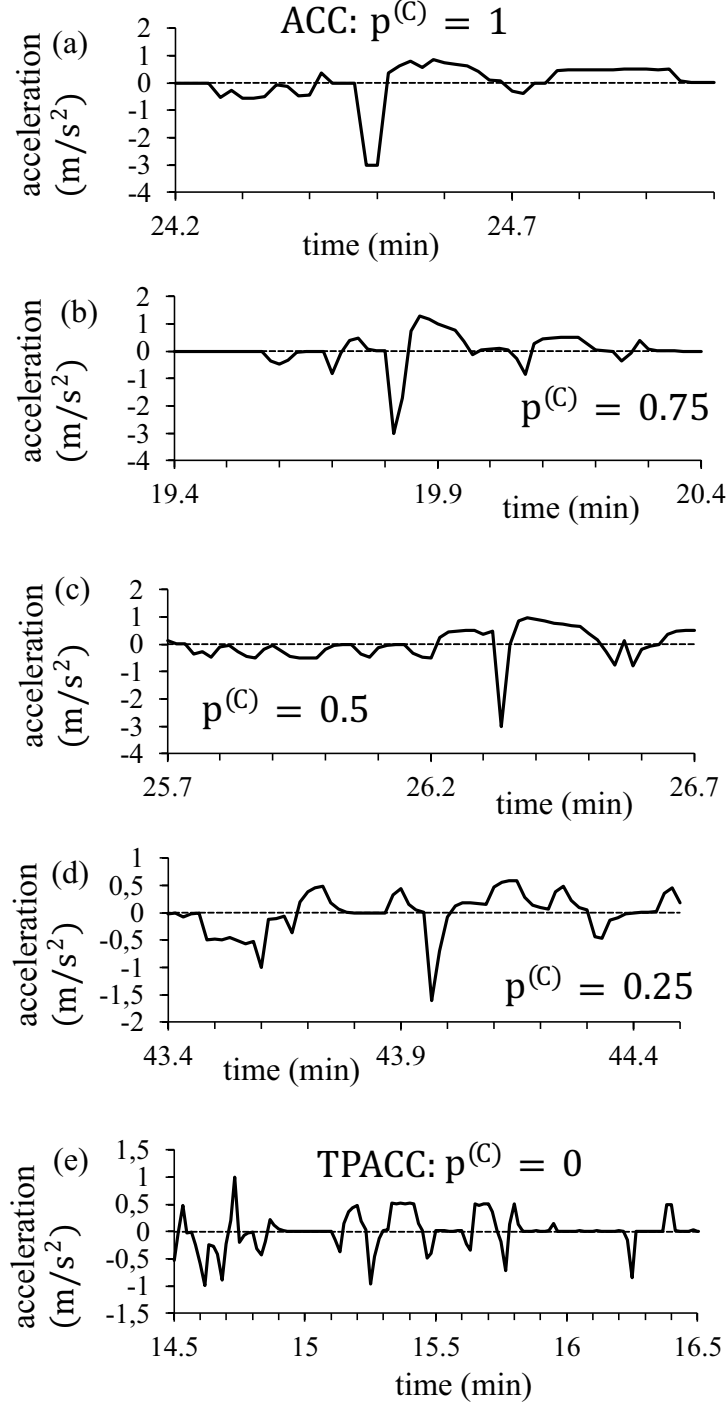 (a)
ACC: p^(C) = 1
acceleration
(m/s²)
2
1
0
-1
-2
-3
-4
24.2
24.7
time (min)
(b)
acceleration
(m/s²)
2
1
0
-1
-2
-3
-4
p^(C) = 0.75
19.4
19.9
20.4
time (min)
(c)
acceleration
(m/s²)
2
1
0
-1
-2
-3
-4
p^(C) = 0.5
25.7
26.2
26.7
time (min)
(d)
acceleration
(m/s²)
1
0,5
0
-0,5
-1
-1,5
-2
p^(C) = 0.25
43.4
43.9
44.4
time (min)
(e)
TPACC: p^(C) = 0
acceleration
(m/s²)
1,5
1
0,5
0
-0,5
-1
-1,5
14.5
15
15.5
16
16.5
time (min)